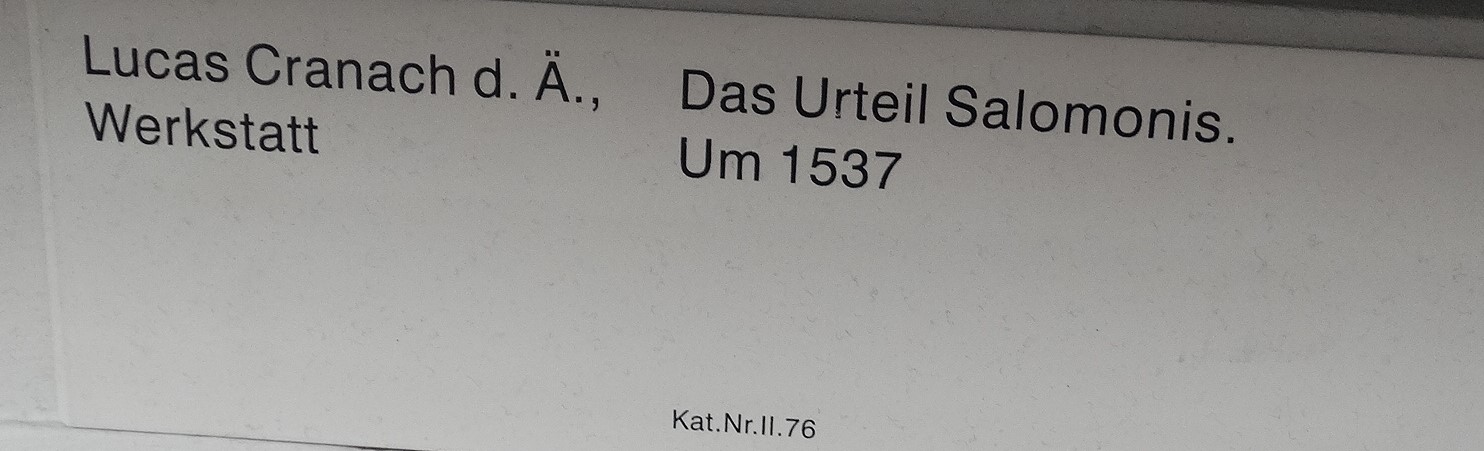 Lucas Cranach d. Ä.,
Werkstatt
Das Urteil Salomonis.
Um 1537
Kat.Nr.II.76